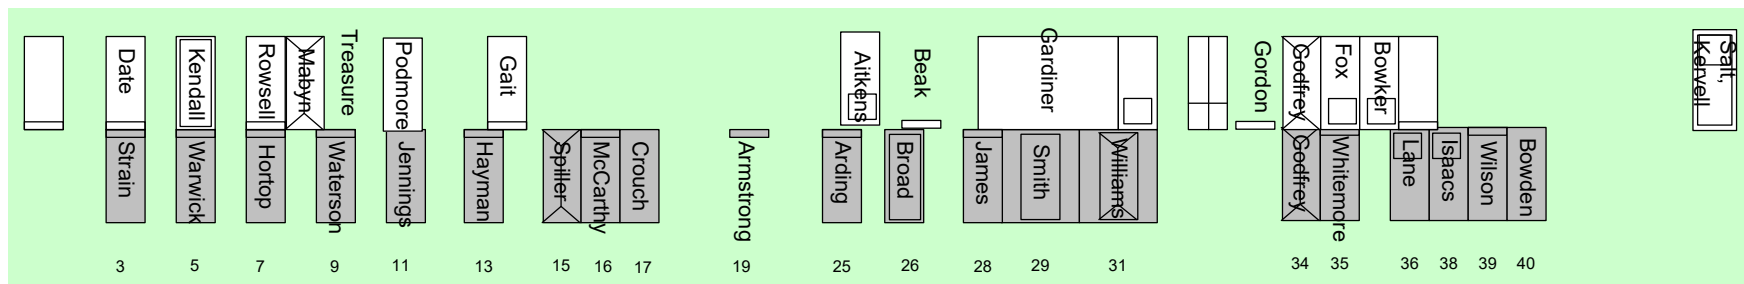 Date
Kendall
Rowsell
Mabyn
Treasure
Podmore
Gait
Aitkens
Beak
Gardiner
Gordon
Godfrey
Fox
Bowker
Salt,
Kervell
Strain
Warwick
Hortop
Waterson
Jennings
Hayman
Spiller
McCarthy
Crouch
Armstrong
Arding
Broad
James
Smith
Williams
Godfrey
Whitemore
Lane
Isaacs
Wilson
Bowden
3 5 7 9 11 13 15 16 17 19 25 26 28 29 31 34 35 36 38 39 40